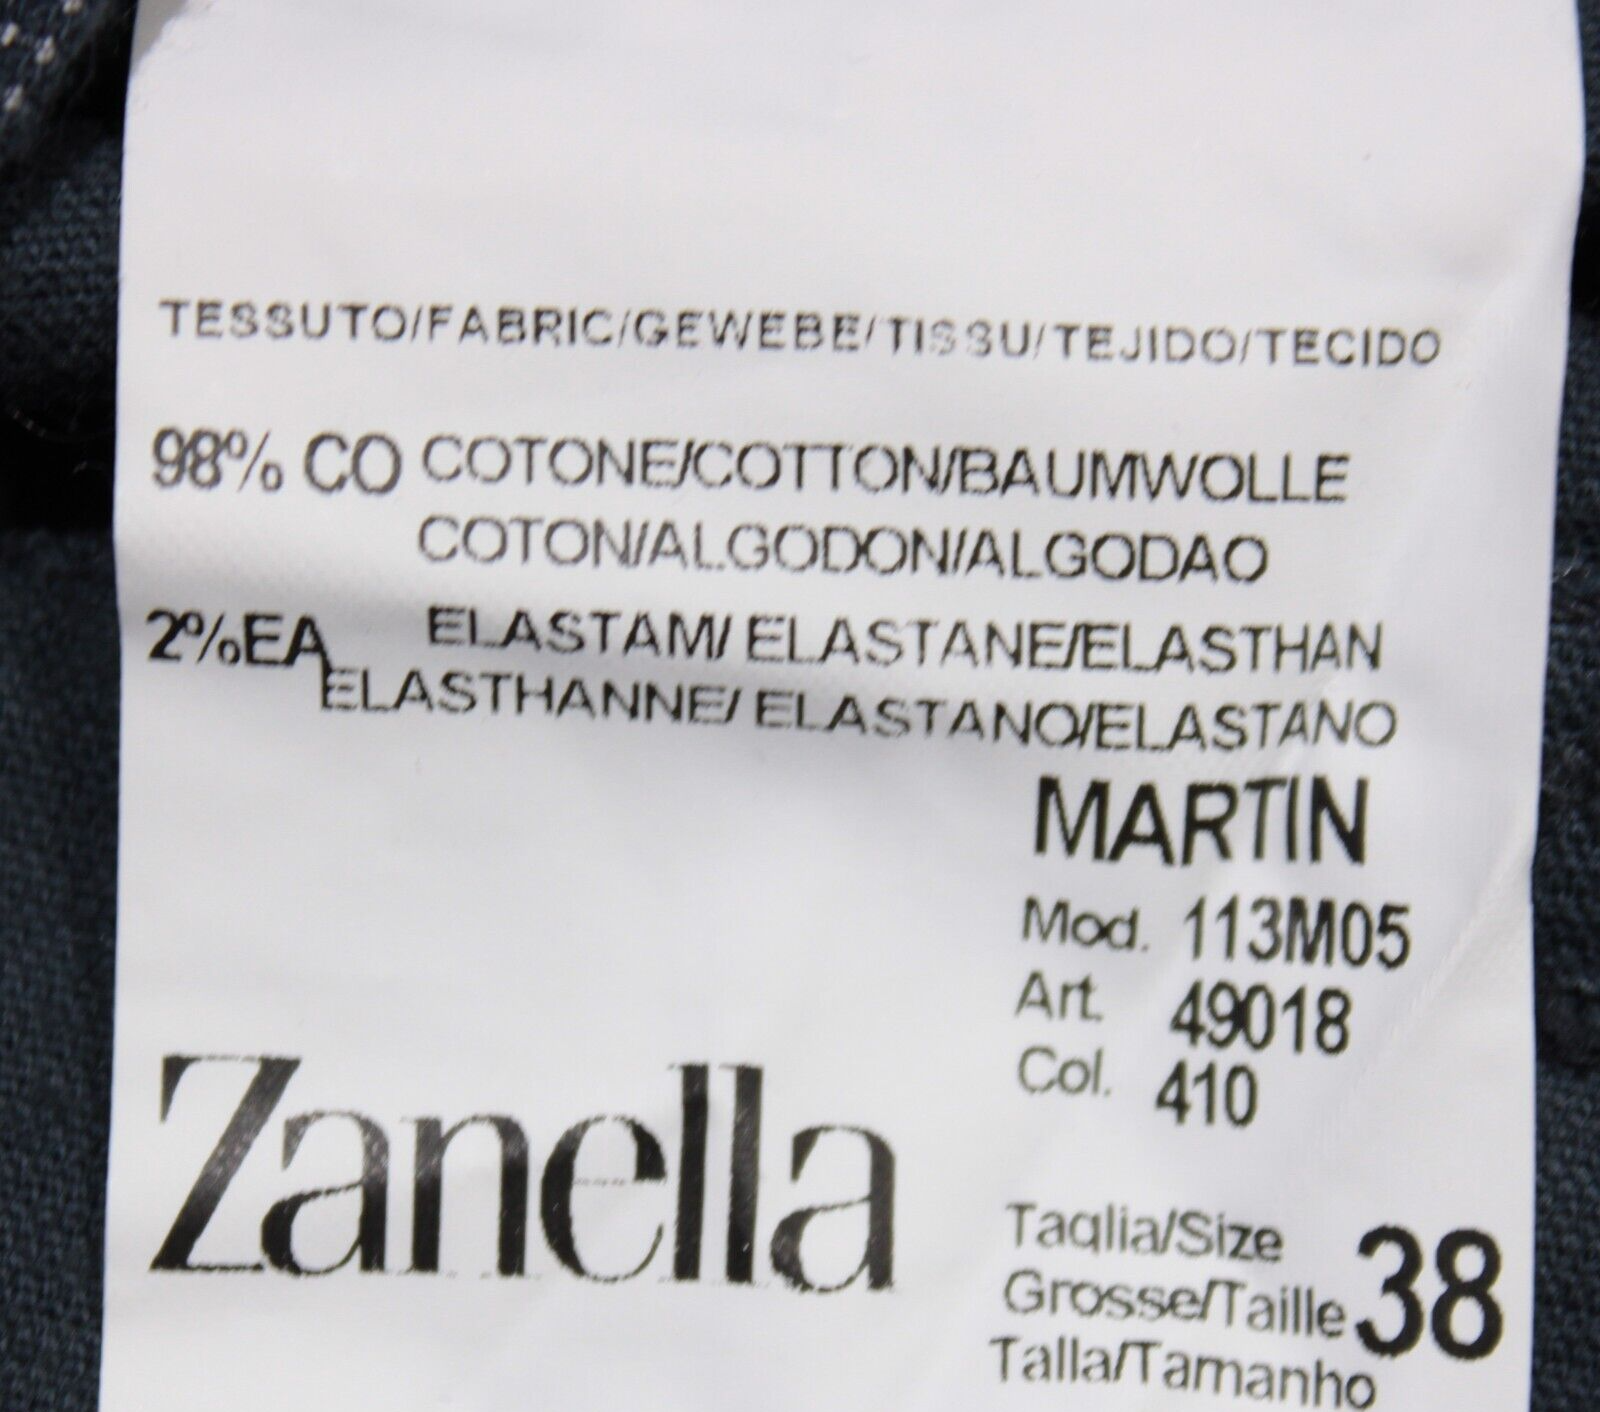 TESSUTO/FABRIC/GEWEBE/TISSU/TEJIDO/TECIDO
98% CO COTONE/COTTON/BAUMWOLLE
COTON/ALGODON/ALGODAO
2%EA ELASTAM/ ELASTANE/ELASTHAN
ELASTHANNE/ ELASTANO/ELASTANO
MARTIN
Mod. 113M05
Art. 49018
Col. 410
Zanella
Taglia/Size
Grosse/Taille 38
Talla/Tamanho